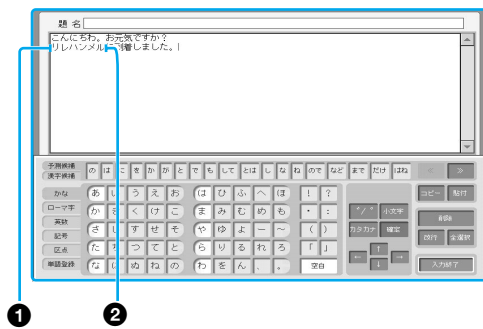 題 名
こんにちわ。お元気ですか?
リレハンメルに到着しました。
予測候補
漢字候補
の は に を か が と で も して とは し な ね ので など まで だけ はね < >>
かな
ローマ字
英数
記号
区点
単語登録
あ い う え お は ひ ふ へ ほ ! ?
か き く け こ ま み む め も ・ :
さ し す せ そ や ゆ よ ー 〜 ( )
た ち つ て と ら り る れ ろ 「 」
な に ぬ ね の わ を ん 、 。 空白
゛/゜ 小文字
カタカナ 確定
↑
← ↓ →
コピー 貼付
削除
改行 全選択
入力終了
1 2